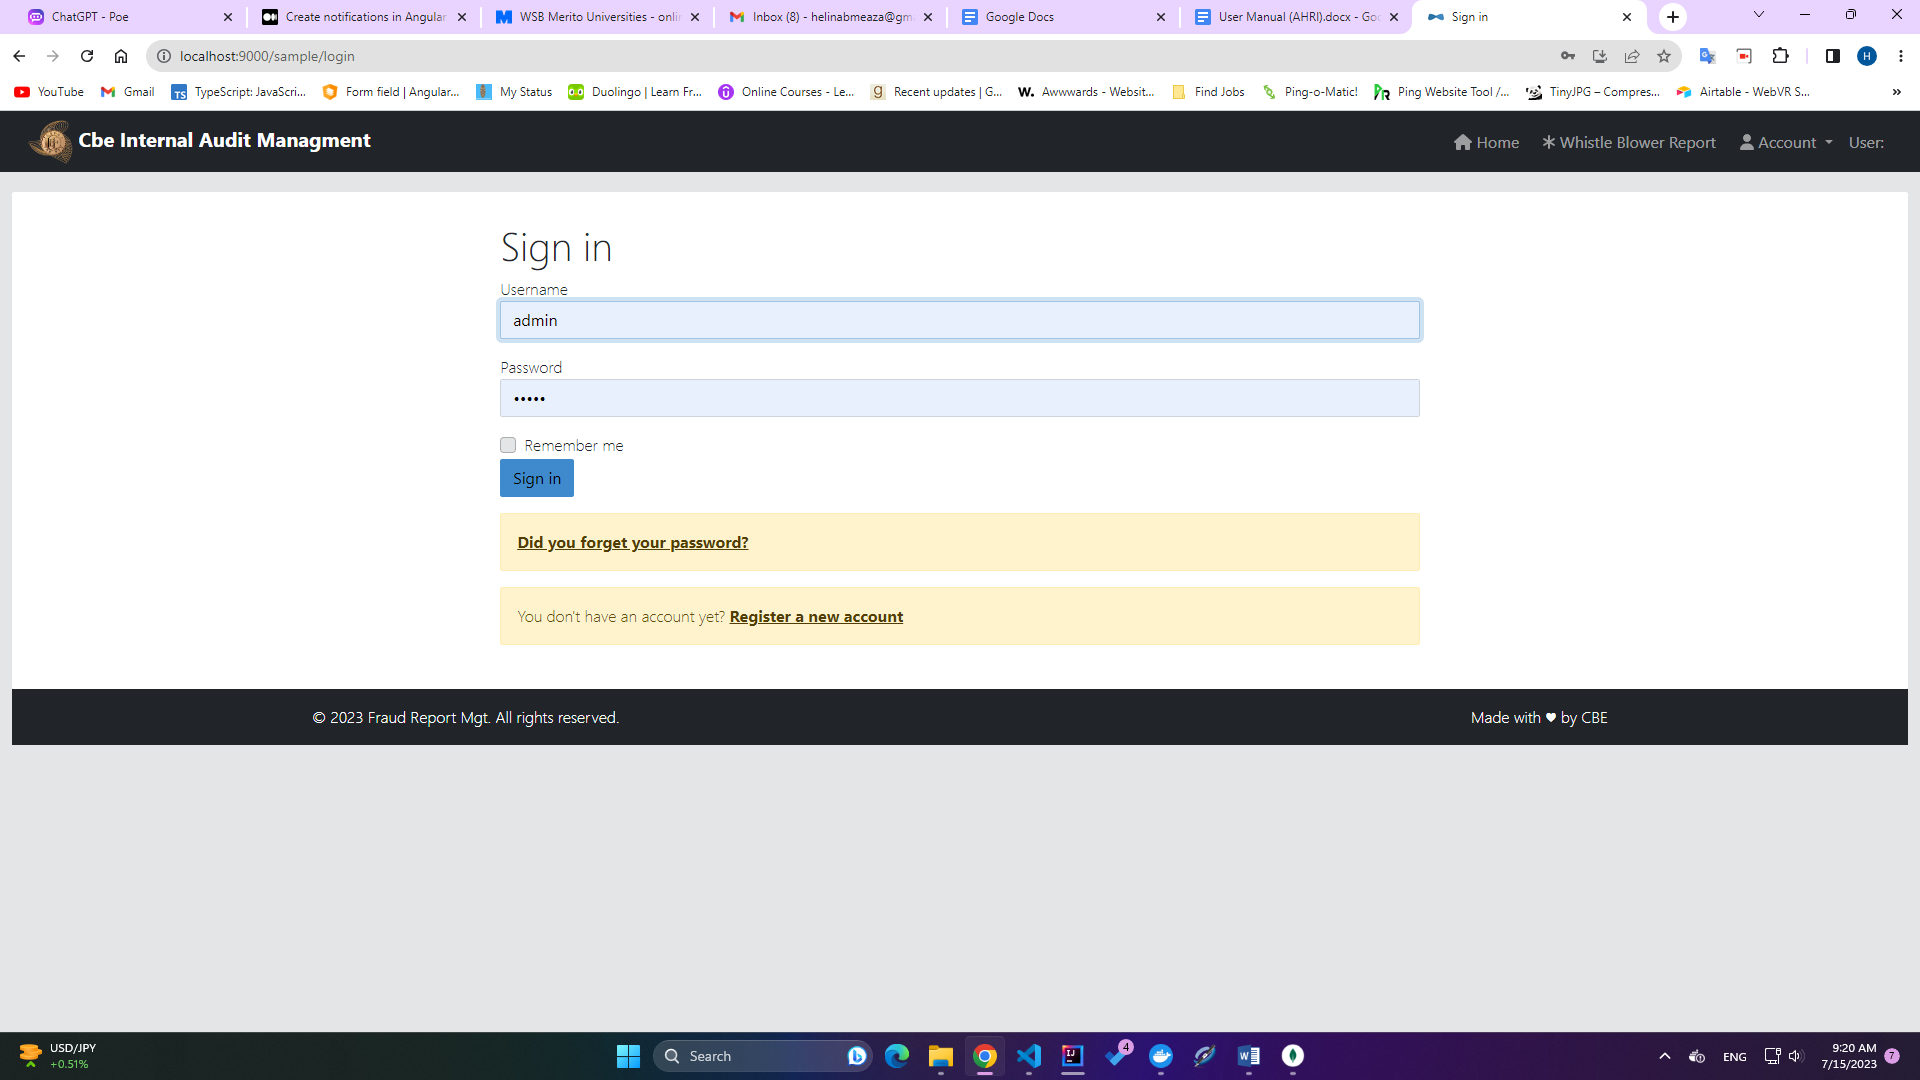 ChatGPT - Poe
Create notifications in Angular
WSB Merito Universities - onlin
Inbox (8) - helinabmeaza@gma
Google Docs
User Manual (AHRI).docx - Goo
Sign in
localhost:9000/sample/login
H
YouTube
Gmail
TypeScript: JavaScri...
Form field | Angular...
My Status
Duolingo | Learn Fr...
Online Courses - Le...
Recent updates | G...
Awwwards - Websit...
Find Jobs
Ping-o-Matic!
Ping Website Tool /...
TinyJPG – Compres...
Airtable - WebVR S...
»
Cbe Internal Audit Managment
Home
Whistle Blower Report
Account
User:
Sign in
Username
admin
Password
•••••
Remember me
Sign in
Did you forget your password?
You don't have an account yet? Register a new account
© 2023 Fraud Report Mgt. All rights reserved.
Made with ♥ by CBE
USD/JPY
+0.51%
Search
4
ENG
9:20 AM
7/15/2023
7